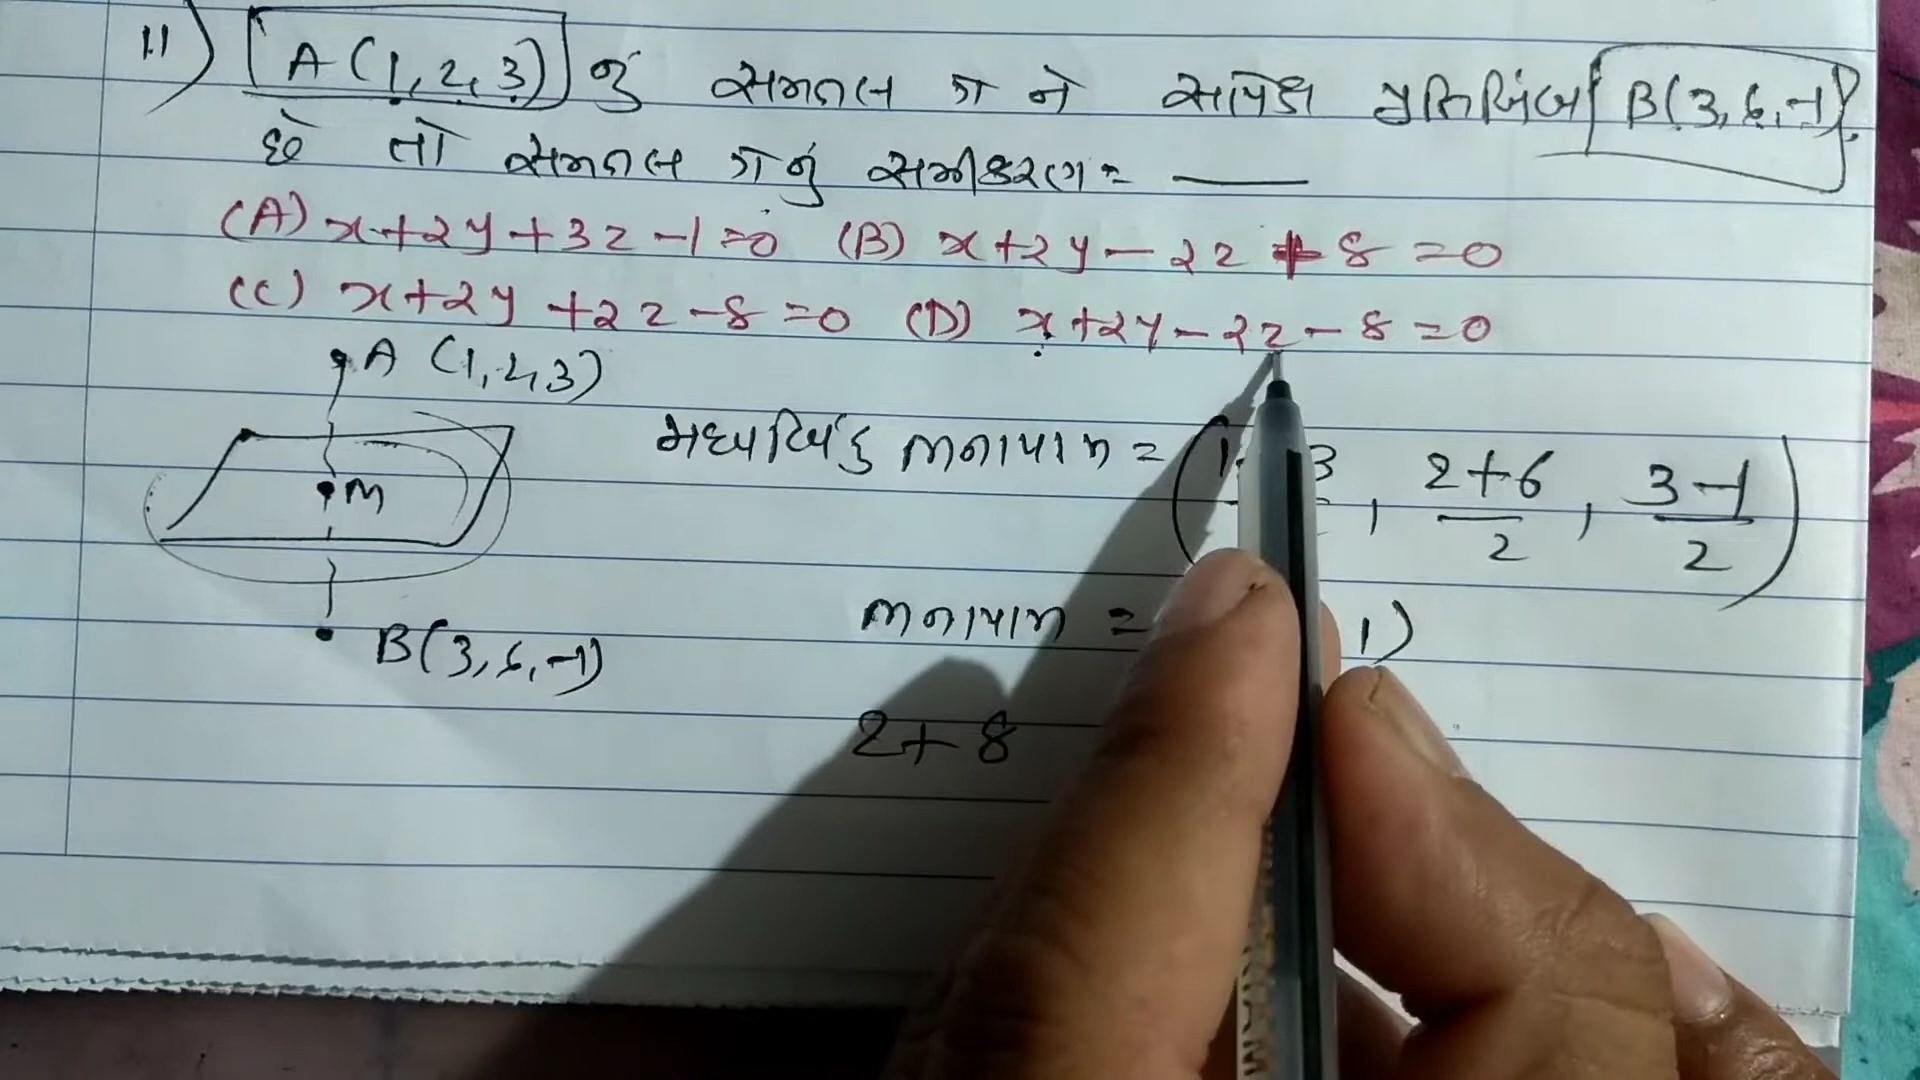 11) A(1,2,3) નું સમતલ π ને સાપેક્ષ પ્રતિબિંબ B(3,6,-1)
છે તો સમતલ π નું સમીકરણ = ___
(A) x+2y+3z-1=0 (B) x+2y-2z+8=0
(C) x+2y+2z-8=0 (D) x+2y-2z-8=0
A (1,2,3)
મધ્યબિંદુ M ના યામ = ( 3 , 2+6/2 , 3-1/2 )
M
M ના યામ = 1)
B(3,6,-1)
2+8